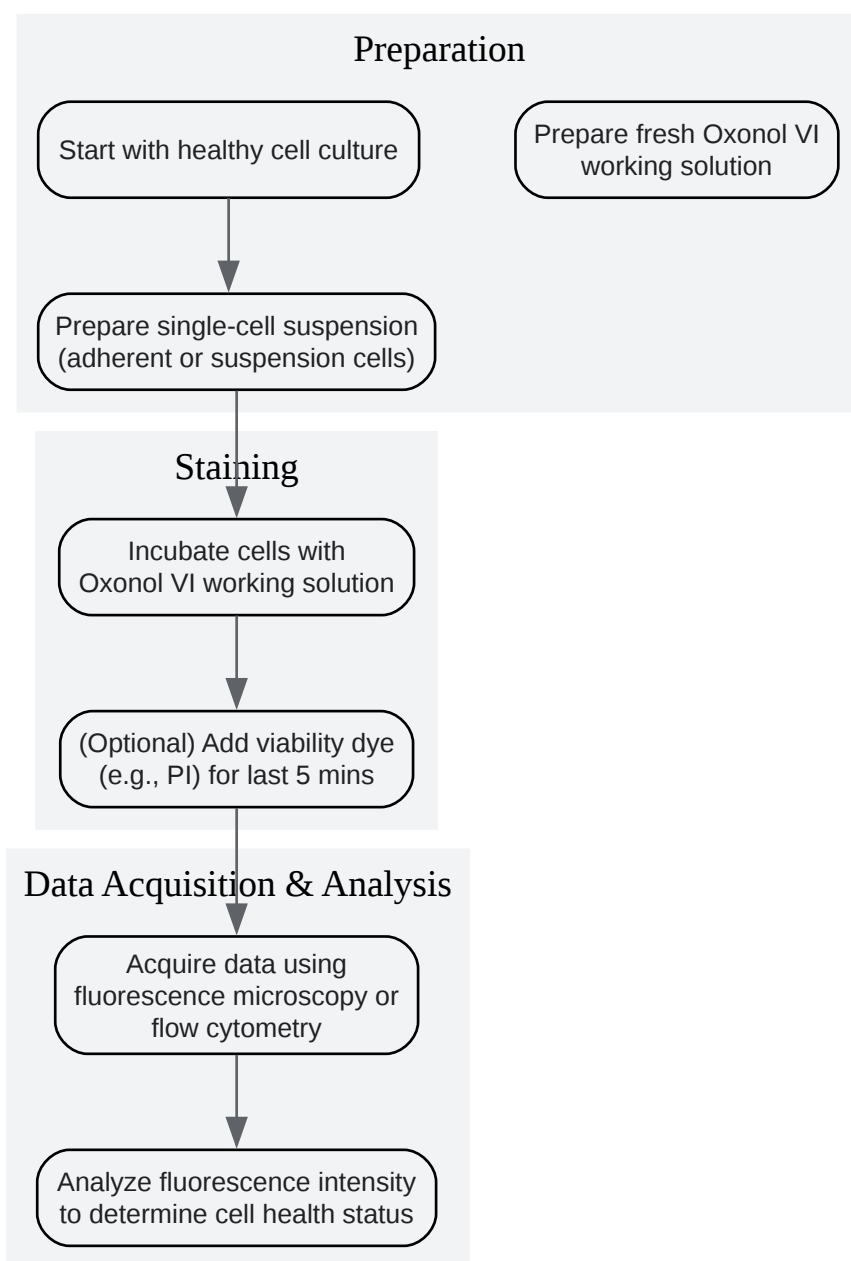 Preparation
Start with healthy cell culture
Prepare fresh Oxonol VI
working solution
Prepare single-cell suspension
(adherent or suspension cells)
Staining
Incubate cells with
Oxonol VI working solution
(Optional) Add viability dye
(e.g., PI) for last 5 mins
Data Acquisition & Analysis
Acquire data using
fluorescence microscopy or
flow cytometry
Analyze fluorescence intensity
to determine cell health status